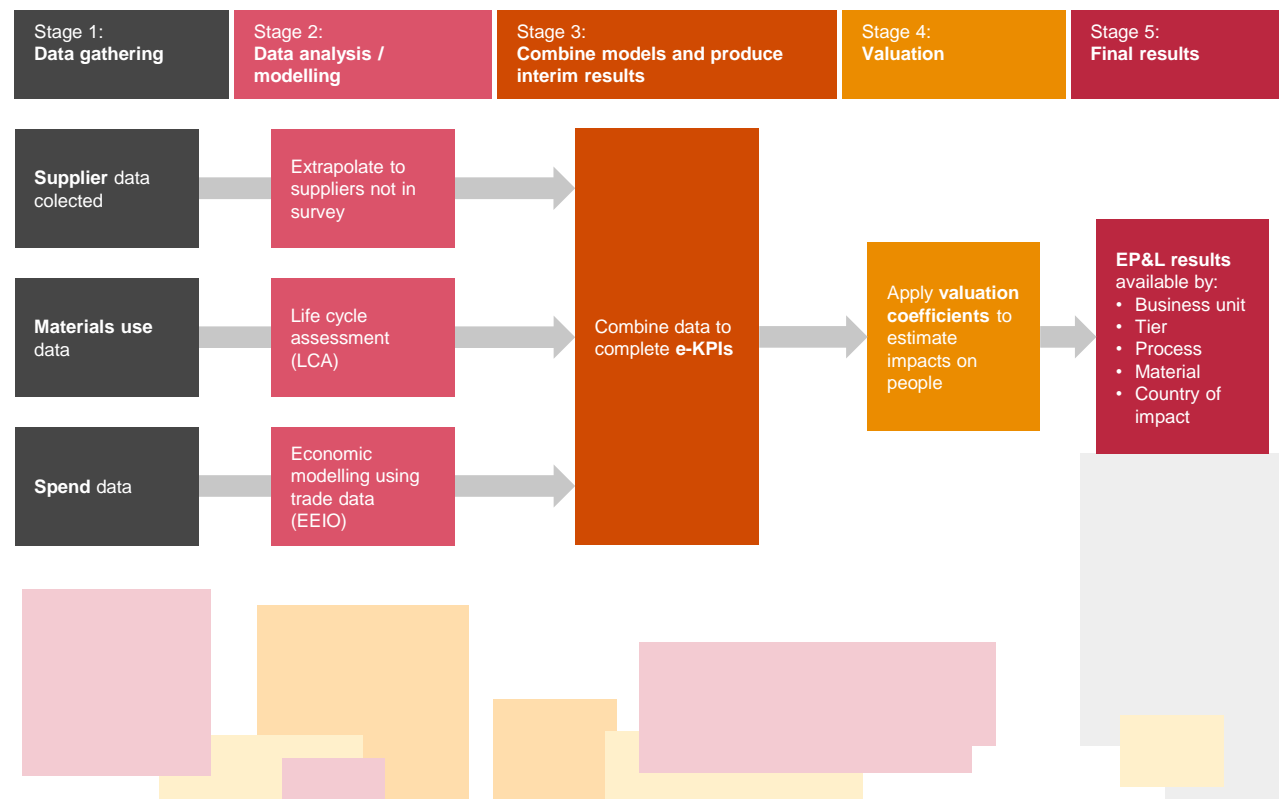 Stage 1:
Data gathering
Stage 2:
Data analysis /
modelling
Stage 3:
Combine models and produce
interim results
Stage 4:
Valuation
Stage 5:
Final results
Supplier data
colected
Extrapolate to
suppliers not in
survey
Materials use
data
Life cycle
assessment
(LCA)
Spend data
Economic
modelling using
trade data
(EEIO)
Combine data to
complete e-KPIs
Apply valuation
coefficients to
estimate
impacts on
people
EP&L results
available by:
• Business unit
• Tier
• Process
• Material
• Country of
impact